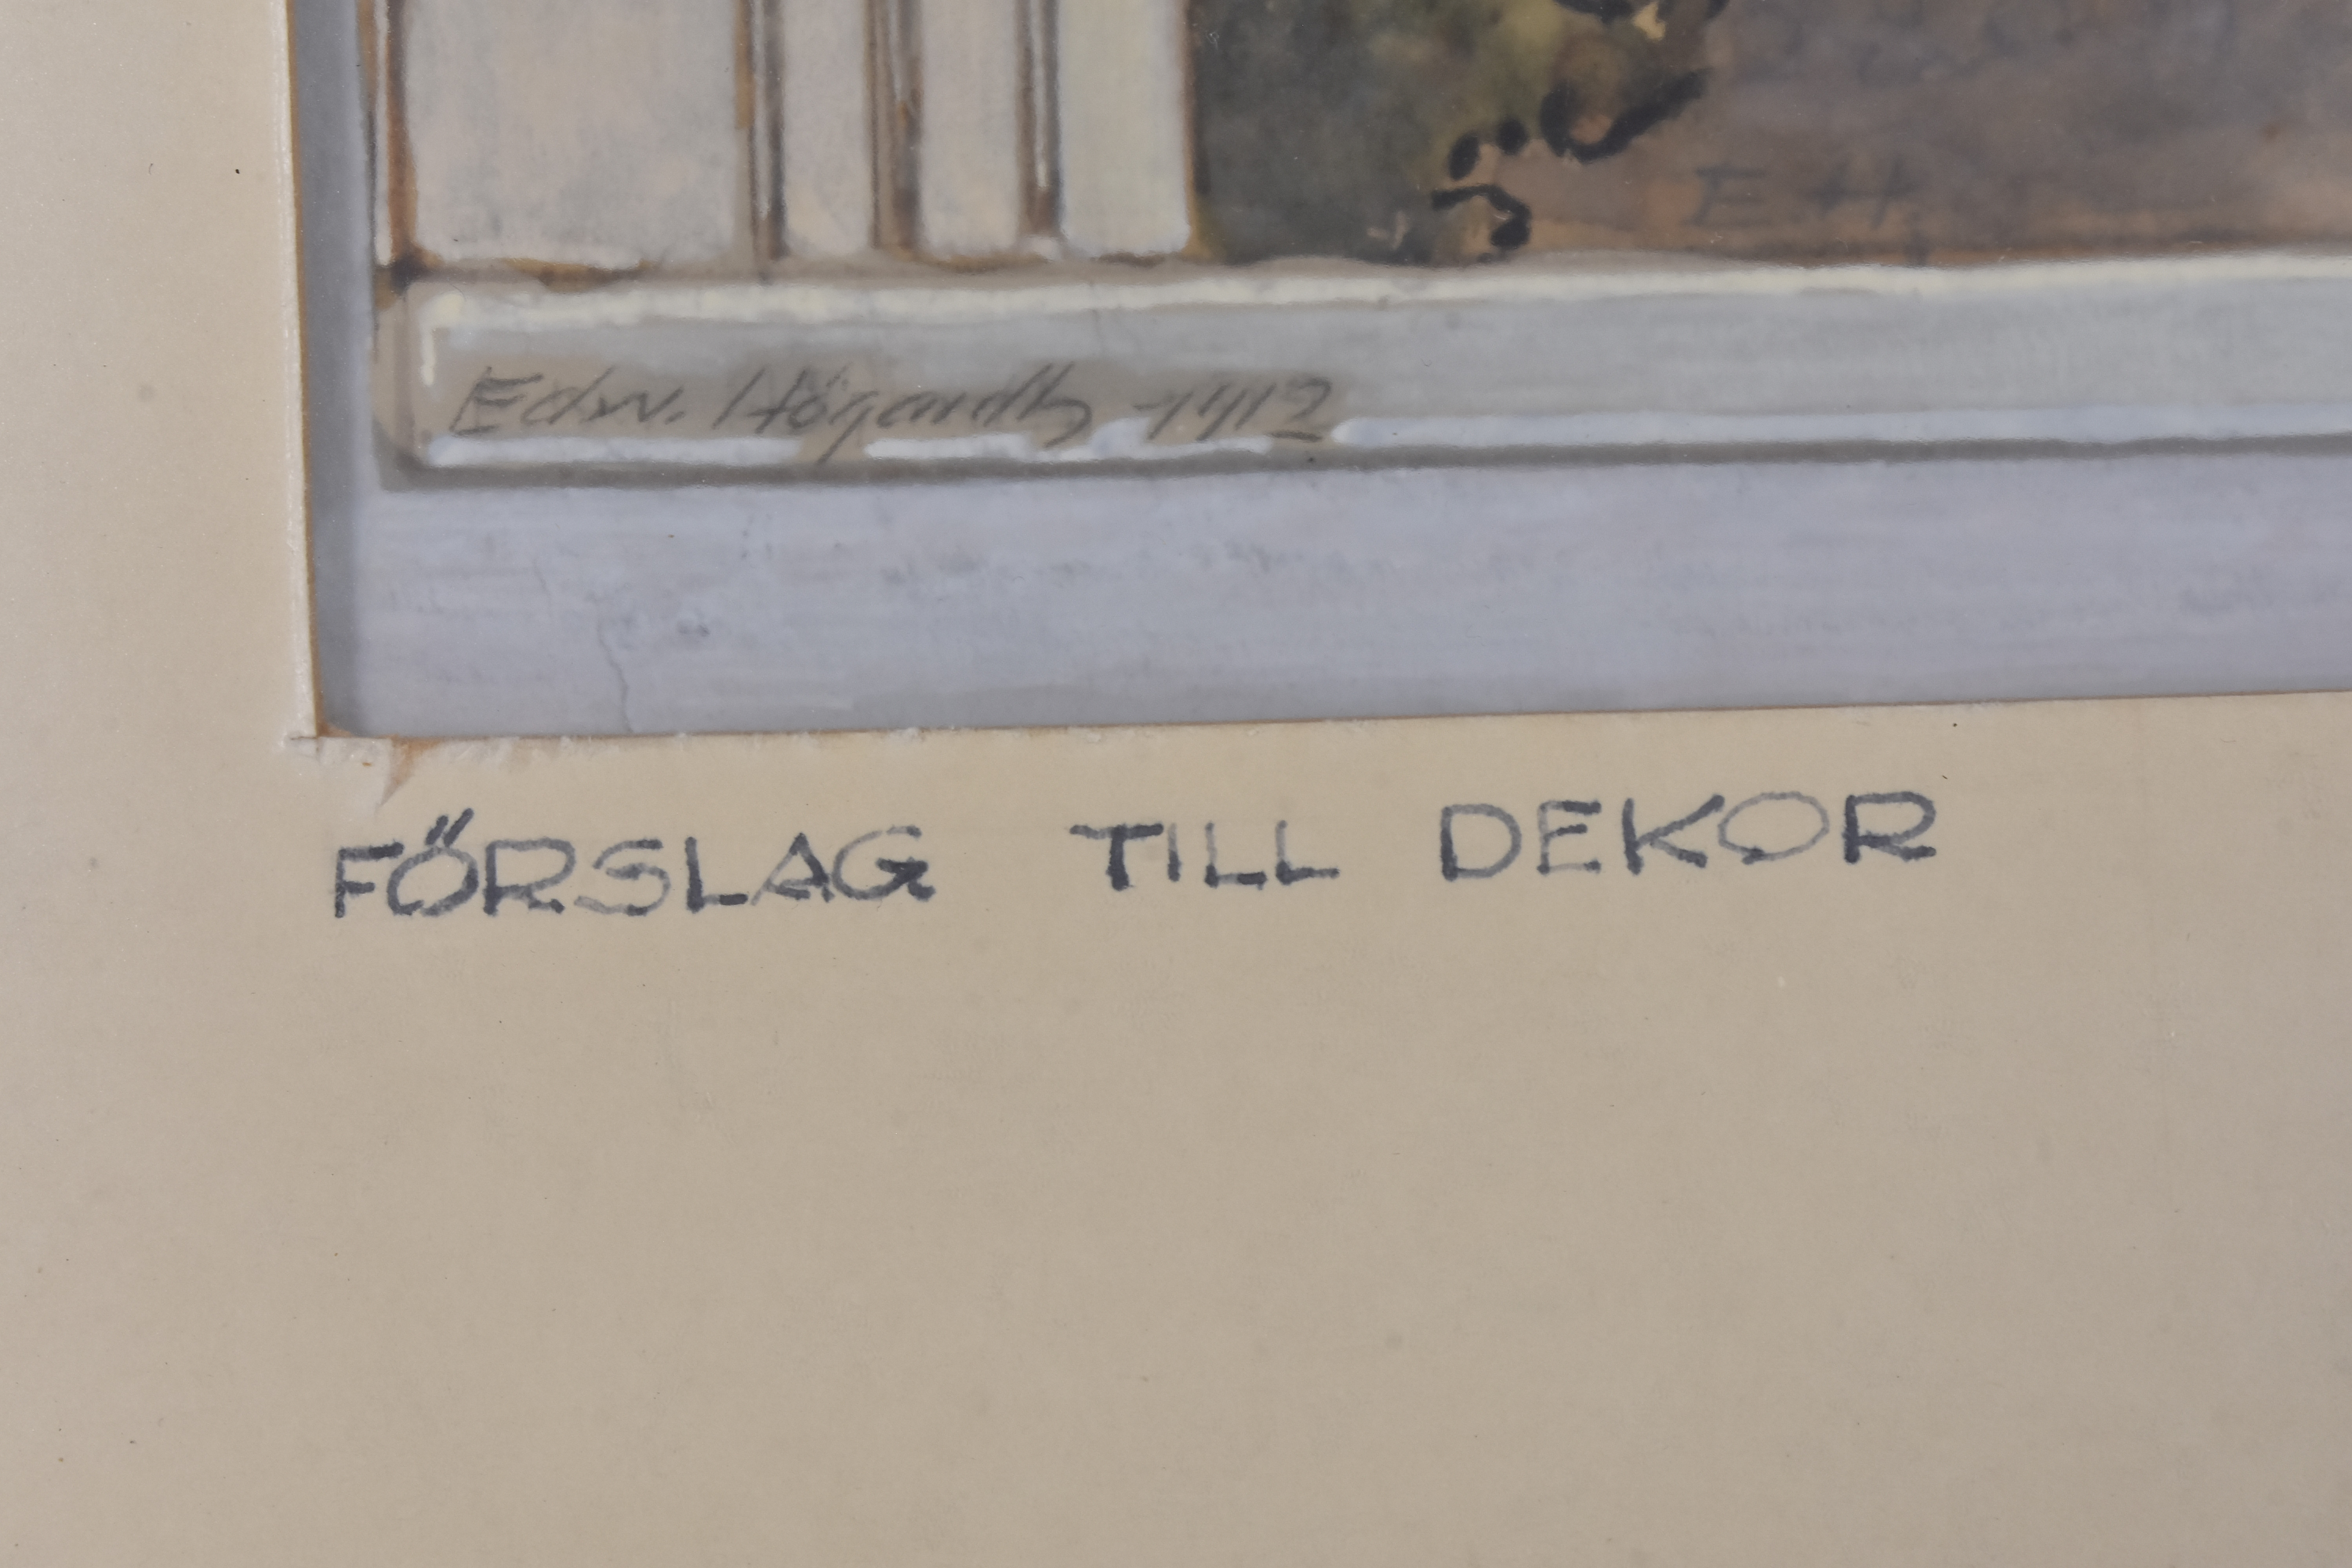 E.H.
Edw. Högardh 1912
FÖRSLAG TILL DEKOR